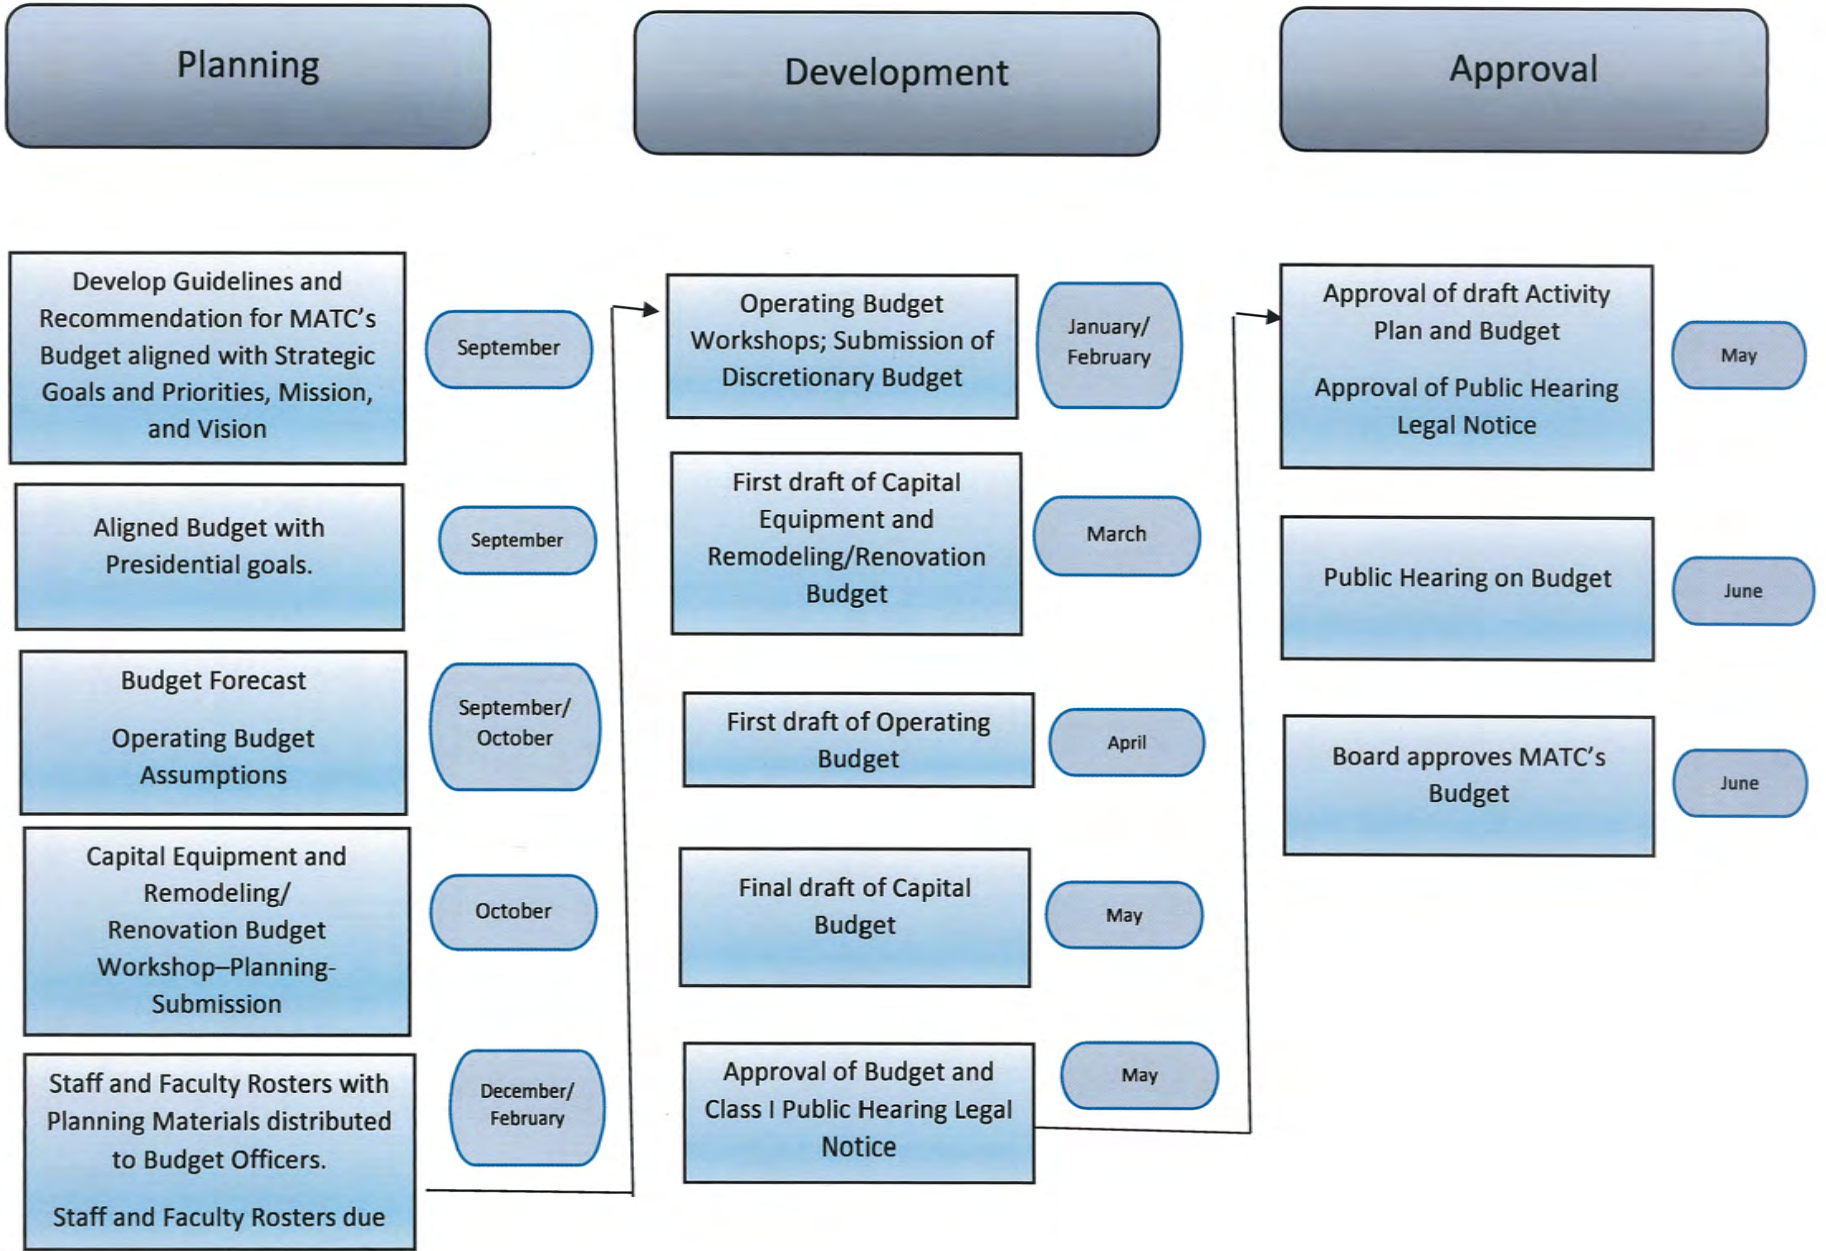 Planning
Develop Guidelines and
Recommendation for MATC's
Budget aligned with Strategic
Goals and Priorities, Mission,
and Vision
September
Aligned Budget with
Presidential goals.
September
Budget Forecast
Operating Budget
Assumptions
September/
October
Capital Equipment and
Remodeling/
Renovation Budget
Workshop–Planning-
Submission
October
Staff and Faculty Rosters with
Planning Materials distributed
to Budget Officers.
Staff and Faculty Rosters due
December/
February
Development
Operating Budget
Workshops; Submission of
Discretionary Budget
January/
February
First draft of Capital
Equipment and
Remodeling/Renovation
Budget
March
First draft of Operating
Budget
April
Final draft of Capital
Budget
May
Approval of Budget and
Class I Public Hearing Legal
Notice
May
Approval
Approval of draft Activity
Plan and Budget
Approval of Public Hearing
Legal Notice
May
Public Hearing on Budget
June
Board approves MATC's
Budget
June